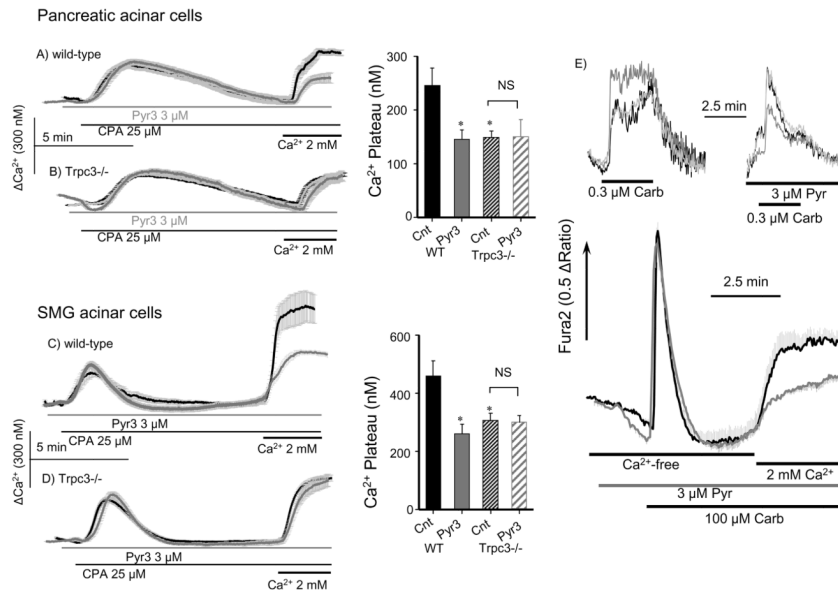 Pancreatic acinar cells
A) wild-type
Pyr3 3 µM
CPA 25 µM
Ca²⁺ 2 mM
5 min
ΔCa²⁺ (300 nM)
B) Trpc3-/-
Pyr3 3 µM
CPA 25 µM
Ca²⁺ 2 mM
Ca²⁺ Plateau (nM)
300
200
100
0
*
*
NS
Cnt
Pyr3
Cnt
Pyr3
WT
Trpc3-/-
SMG acinar cells
C) wild-type
Pyr3 3 µM
CPA 25 µM
Ca²⁺ 2 mM
5 min
ΔCa²⁺ (300 nM)
D) Trpc3-/-
Pyr3 3 µM
CPA 25 µM
Ca²⁺ 2 mM
Ca²⁺ Plateau (nM)
600
400
200
0
*
*
NS
Cnt
Pyr3
Cnt
Pyr3
WT
Trpc3-/-
E)
2.5 min
0.3 µM Carb
3 µM Pyr
0.3 µM Carb
Fura2 (0.5 ΔRatio)
2.5 min
Ca²⁺-free
2 mM Ca²⁺
3 µM Pyr
100 µM Carb